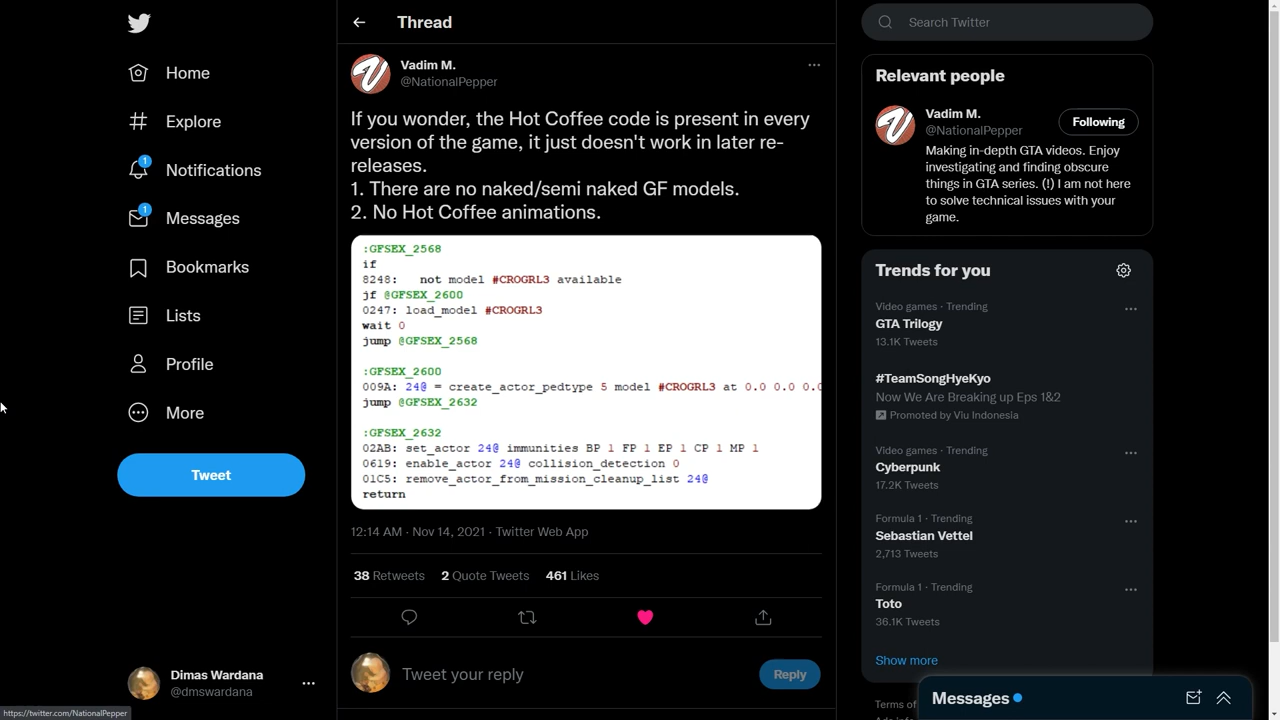 Home
Explore
1
Notifications
1
Messages
Bookmarks
Lists
Profile
More
Tweet
Dimas Wardana
@dmswardana
https://twitter.com/NationalPepper
Thread
Vadim M.
@NationalPepper
If you wonder, the Hot Coffee code is present in every
version of the game, it just doesn't work in later re-
releases.
1. There are no naked/semi naked GF models.
2. No Hot Coffee animations.
:GFSEX_2568
if
8248: not model #CROGRL3 available
jf @GFSEX_2600
0247: load_model #CROGRL3
wait 0
jump @GFSEX_2568
:GFSEX_2600
009A: 24@ = create_actor_pedtype 5 model #CROGRL3 at 0.0 0.0 0.0
jump @GFSEX_2632
:GFSEX_2632
02AB: set_actor 24@ immunities BP 1 FP 1 EP 1 CP 1 MP 1
0619: enable_actor 24@ collision_detection 0
01C5: remove_actor_from_mission_cleanup_list 24@
return
12:14 AM · Nov 14, 2021 · Twitter Web App
38 Retweets 2 Quote Tweets 461 Likes
Tweet your reply
Reply
Search Twitter
Relevant people
Vadim M.
@NationalPepper
Following
Making in-depth GTA videos. Enjoy
investigating and finding obscure
things in GTA series. (!) I am not here
to solve technical issues with your
game.
Trends for you
Video games · Trending
GTA Trilogy
13.1K Tweets
#TeamSongHyeKyo
Now We Are Breaking up Eps 1&2
Promoted by Viu Indonesia
Video games · Trending
Cyberpunk
17.2K Tweets
Formula 1 · Trending
Sebastian Vettel
2,713 Tweets
Formula 1 · Trending
Toto
36.1K Tweets
Show more
Terms of
Messages